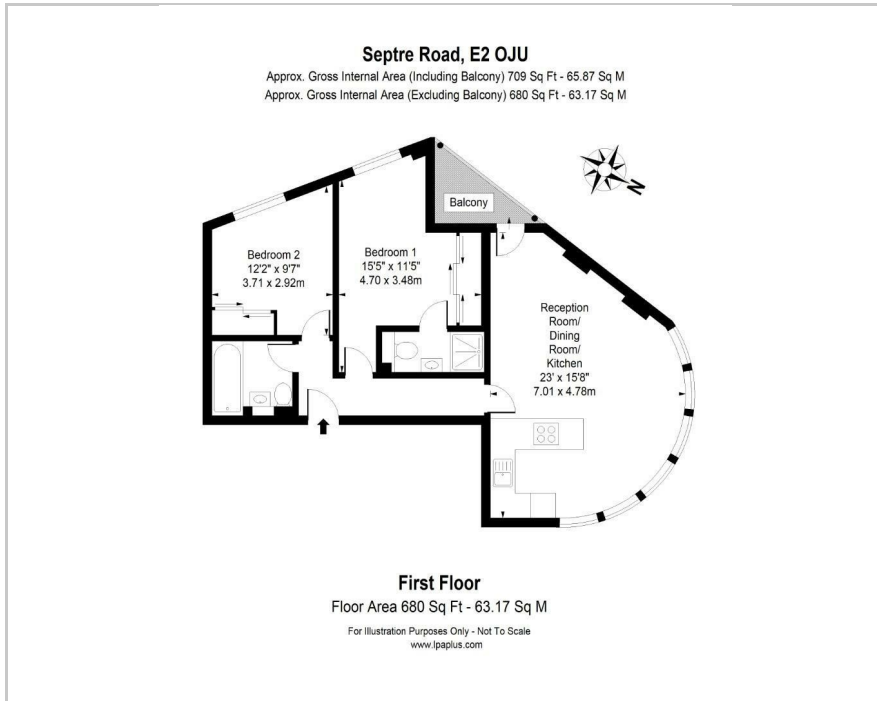 Septre Road, E2 OJU
Approx. Gross Internal Area (Including Balcony) 709 Sq Ft - 65.87 Sq M
Approx. Gross Internal Area (Excluding Balcony) 680 Sq Ft - 63.17 Sq M
N
Balcony
Bedroom 2
12'2" x 9'7"
3.71 x 2.92m
Bedroom 1
15'5" x 11'5"
4.70 x 3.48m
Reception
Room/
Dining
Room/
Kitchen
23' x 15'8"
7.01 x 4.78m
First Floor
Floor Area 680 Sq Ft - 63.17 Sq M
For Illustration Purposes Only - Not To Scale
www.lpaplus.com